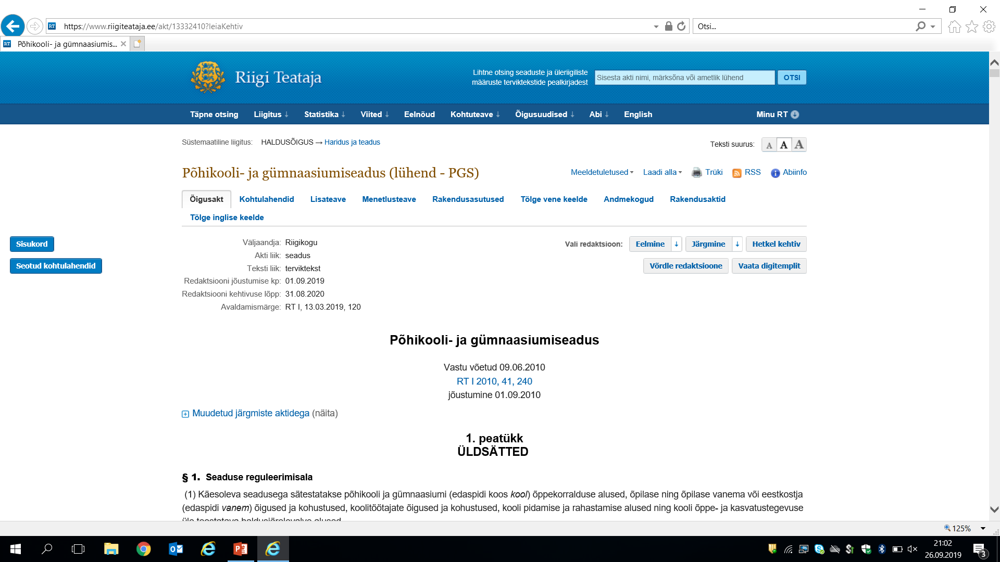 https://www.riigiteataja.ee/akt/13332410?leiaKehtiv
Otsi...
Põhikooli- ja gümnaasiumis...
Riigi Teataja
Lihtne otsing seaduste ja üleriigiliste
määruste terviktekstide pealkirjadest
Sisesta akti nimi, märksõna või ametlik lühend
OTSI
Täpne otsing Liigitus ↓ Statistika ↓ Viited ↓ Eelnõud Kohtuteave ↓ Õigusuudised ↓ Abi ↓ English Minu RT
Süstemaatiline liigitus: HALDUSÕIGUS → Haridus ja teadus
Teksti suurus: A A A
Põhikooli- ja gümnaasiumiseadus (lühend - PGS)
Meeldetuletused Laadi alla Trüki RSS Abiinfo
Õigusakt Kohtulahendid Lisateave Menetlusteave Rakendusasutused Tõlge vene keelde Andmekogud Rakendusaktid
Tõlge inglise keelde
Sisukord
Seotud kohtulahendid
Väljaandja: Riigikogu
Akti liik: seadus
Teksti liik: terviktekst
Redaktsiooni jõustumise kp: 01.09.2019
Redaktsiooni kehtivuse lõpp: 31.08.2020
Avaldamismärge: RT I, 13.03.2019, 120
Vali redaktsioon: Eelmine ↓ Järgmine ↓ Hetkel kehtiv
Võrdle redaktsioone Vaata digitemplit
Põhikooli- ja gümnaasiumiseadus
Vastu võetud 09.06.2010
RT I 2010, 41, 240
jõustumine 01.09.2010
Muudetud järgmiste aktidega (näita)
1. peatükk
ÜLDSÄTTED
§ 1. Seaduse reguleerimisala
(1) Käesoleva seadusega sätestatakse põhikooli ja gümnaasiumi (edaspidi koos kool) õppekorralduse alused, õpilase ning õpilase vanema või eestkostja
(edaspidi vanem) õigused ja kohustused, koolitöötajate õigused ja kohustused, kooli pidamise ja rahastamise alused ning kooli õppe- ja kasvatustegevuse
üle teostatava haldusjärelevalve alused.
125%
21:02
26.09.2019
3